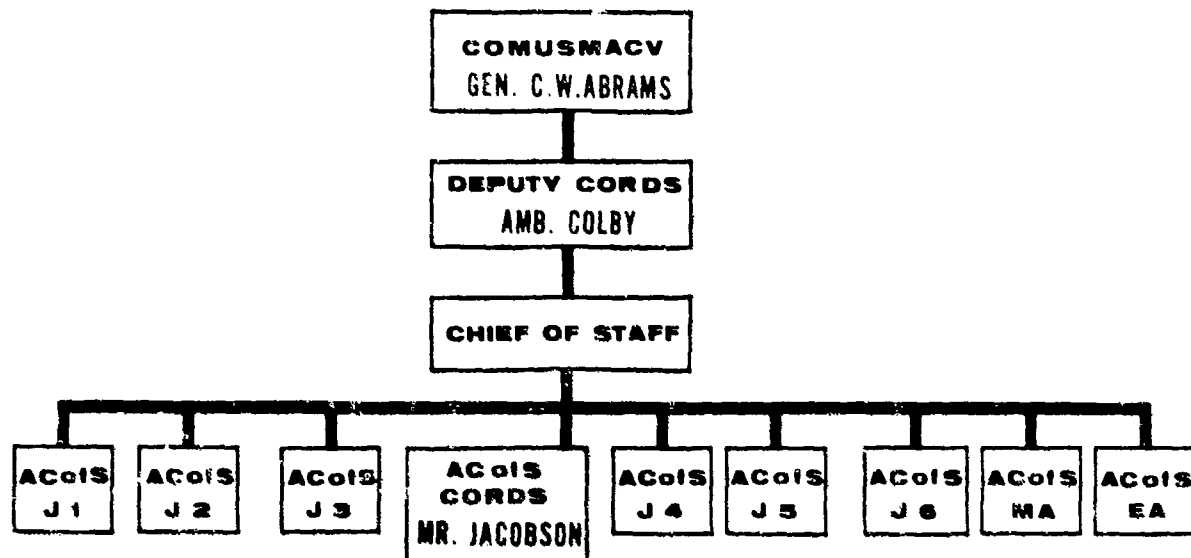 COMUSMACV
GEN. C.W.ABRAMS
DEPUTY CORDS
AMB. COLBY
CHIEF OF STAFF
ACofS
J 1
ACofS
J 2
ACofS
J 3
ACofS
CORDS
MR. JACOBSON
ACofS
J 4
ACofS
J 5
ACofS
J 6
ACofS
MA
ACofS
EA